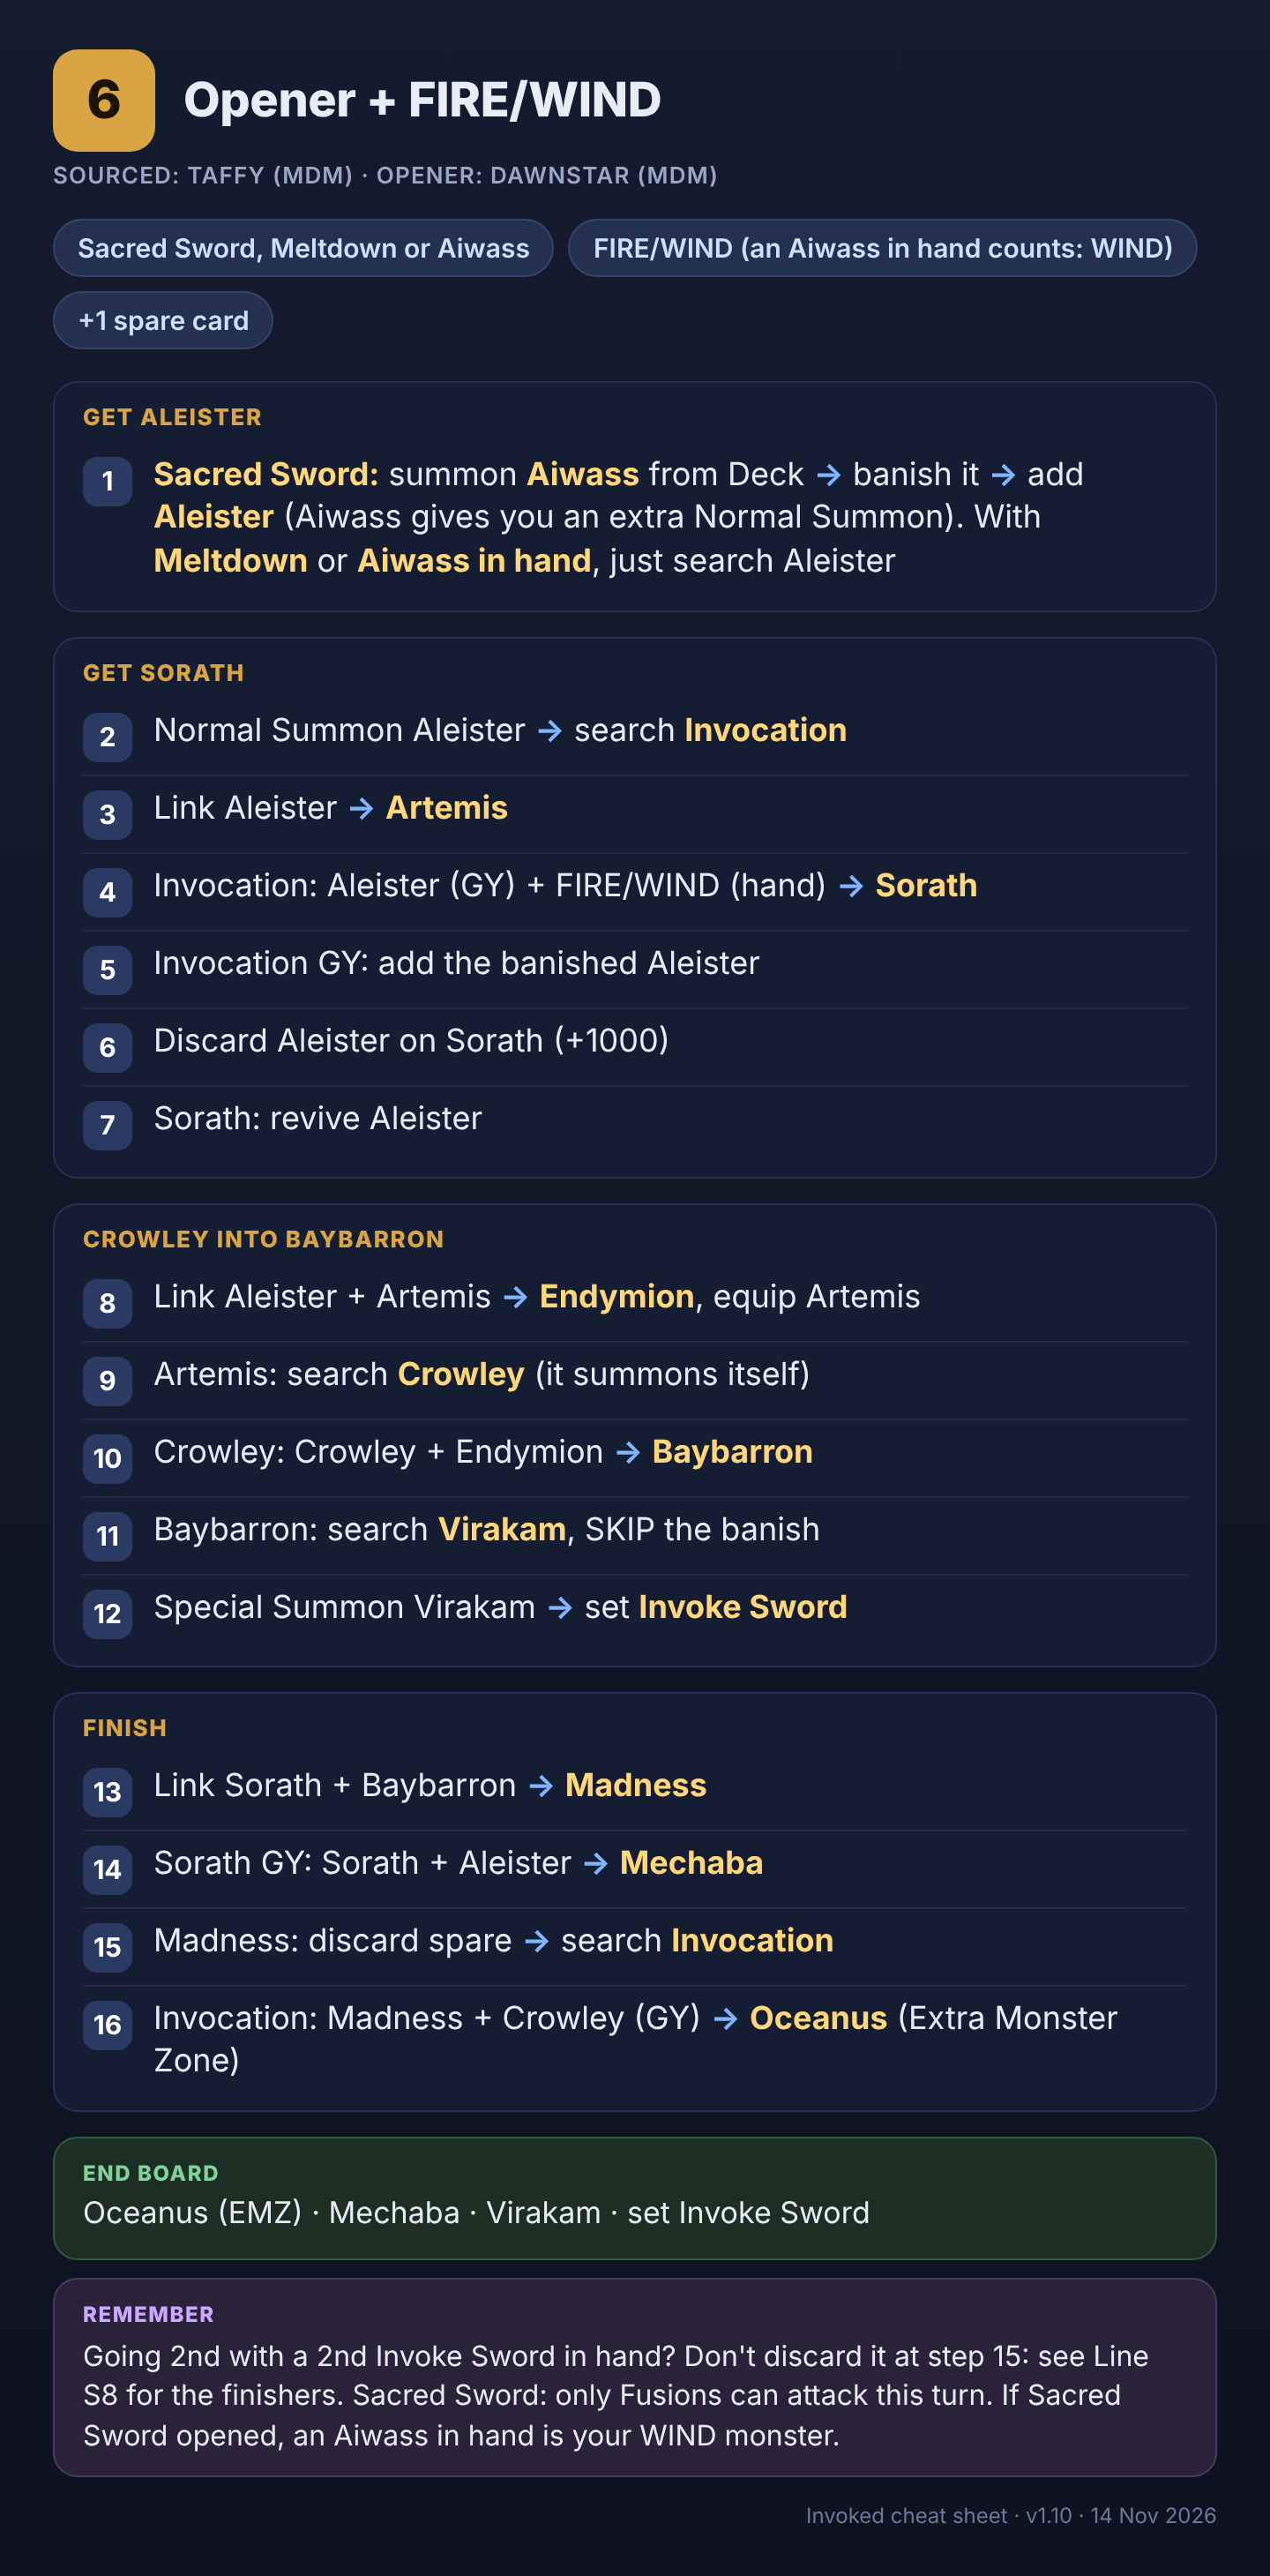 6
Opener + FIRE/WIND
SOURCED: TAFFY (MDM) · OPENER: DAWNSTAR (MDM)
Sacred Sword, Meltdown or Aiwass
FIRE/WIND (an Aiwass in hand counts: WIND)
+1 spare card
GET ALEISTER
1
Sacred Sword: summon Aiwass from Deck → banish it → add
Aleister (Aiwass gives you an extra Normal Summon). With
Meltdown or Aiwass in hand, just search Aleister
GET SORATH
2 Normal Summon Aleister → search Invocation
3 Link Aleister → Artemis
4 Invocation: Aleister (GY) + FIRE/WIND (hand) → Sorath
5 Invocation GY: add the banished Aleister
6 Discard Aleister on Sorath (+1000)
7 Sorath: revive Aleister
CROWLEY INTO BAYBARRON
8 Link Aleister + Artemis → Endymion, equip Artemis
9 Artemis: search Crowley (it summons itself)
10 Crowley: Crowley + Endymion → Baybarron
11 Baybarron: search Virakam, SKIP the banish
12 Special Summon Virakam → set Invoke Sword
FINISH
13 Link Sorath + Baybarron → Madness
14 Sorath GY: Sorath + Aleister → Mechaba
15 Madness: discard spare → search Invocation
16 Invocation: Madness + Crowley (GY) → Oceanus (Extra Monster
Zone)
END BOARD
Oceanus (EMZ) · Mechaba · Virakam · set Invoke Sword
REMEMBER
Going 2nd with a 2nd Invoke Sword in hand? Don't discard it at step 15: see Line
S8 for the finishers. Sacred Sword: only Fusions can attack this turn. If Sacred
Sword opened, an Aiwass in hand is your WIND monster.
Invoked cheat sheet · v1.10 · 14 Nov 2026